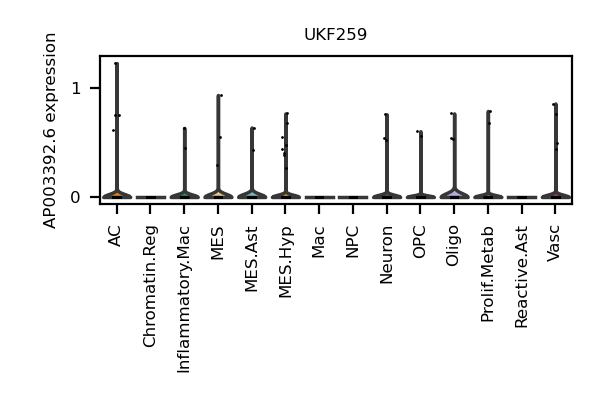 UKF259
AP003392.6 expression
1
0
AC
Chromatin.Reg
Inflammatory.Mac
MES
MES.Ast
MES.Hyp
Mac
NPC
Neuron
OPC
Oligo
Prolif.Metab
Reactive.Ast
Vasc